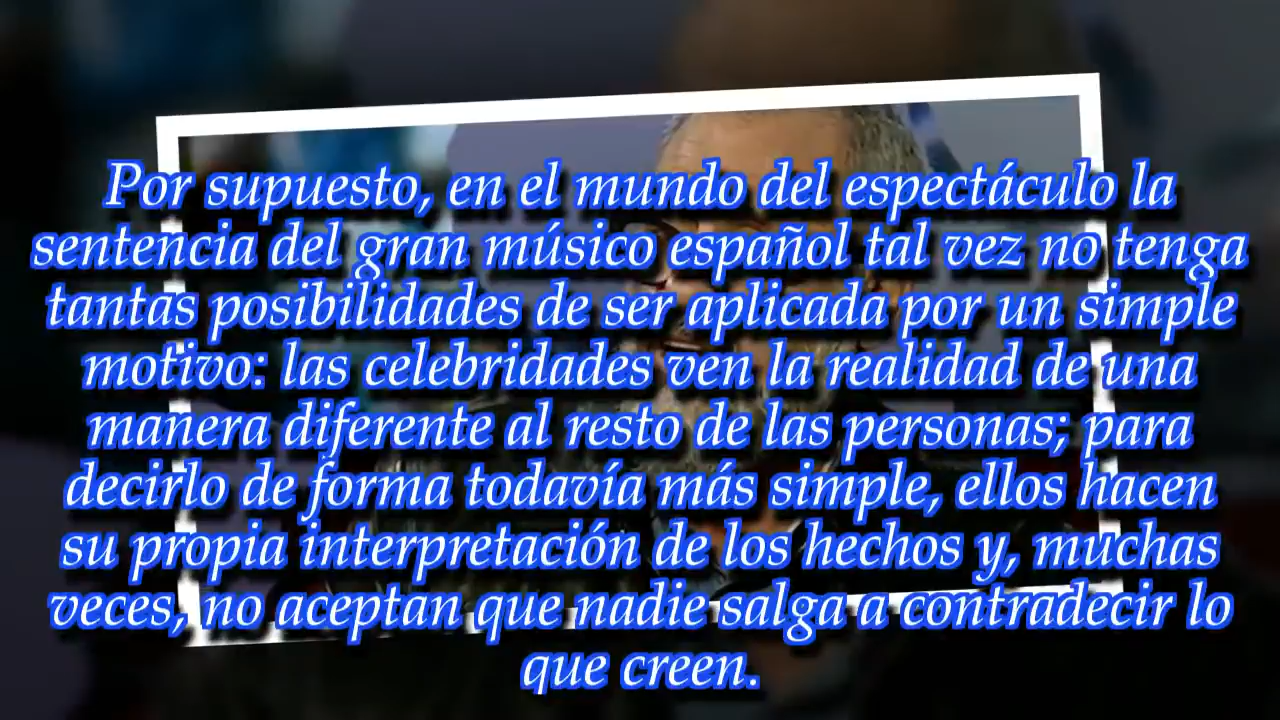 Por supuesto, en el mundo del espectáculo la
sentencia del gran músico español tal vez no tenga
tantas posibilidades de ser aplicada por un simple
motivo: las celebridades ven la realidad de una
manera diferente al resto de las personas; para
decirlo de forma todavía más simple, ellos hacen
su propia interpretación de los hechos y, muchas
veces, no aceptan que nadie salga a contradecir lo
que creen.